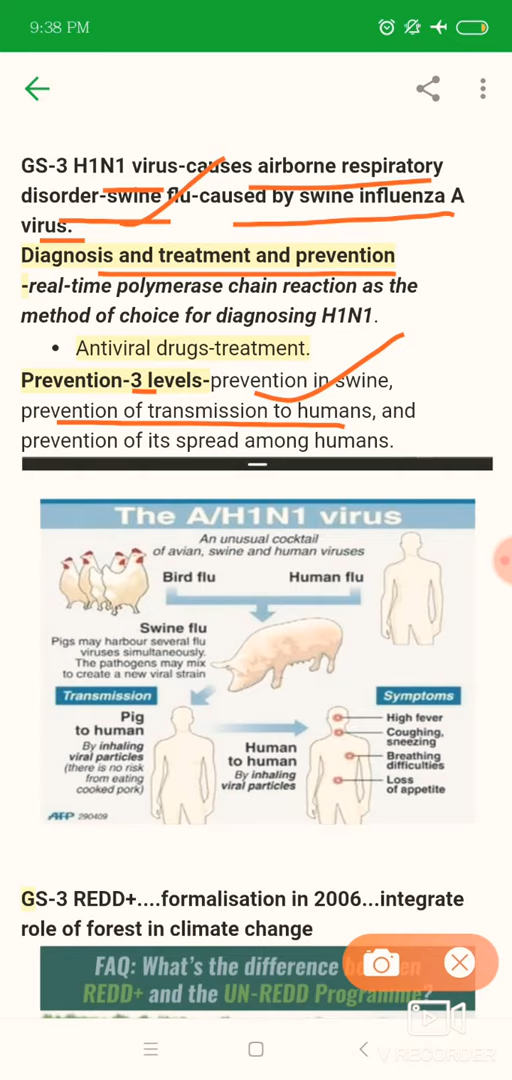 9:38 PM
GS-3 H1N1 virus-causes airborne respiratory
disorder-swine flu-caused by swine influenza A
virus.
Diagnosis and treatment and prevention
-real-time polymerase chain reaction as the
method of choice for diagnosing H1N1.
• Antiviral drugs-treatment.
Prevention-3 levels-prevention in swine,
prevention of transmission to humans, and
prevention of its spread among humans.
The A/H1N1 virus
An unusual cocktail
of avian, swine and human viruses
Bird flu
Human flu
Swine flu
Pigs may harbour several flu
viruses simultaneously.
The pathogens may mix
to create a new viral strain
Transmission
Pig
to human
By inhaling
viral particles
(there is no risk
from eating
cooked pork)
Human
to human
By inhaling
viral particles
Symptoms
High fever
Coughing,
sneezing
Breathing
difficulties
Loss
of appetite
AFP 290409
GS-3 REDD+....formalisation in 2006...integrate
role of forest in climate change
FAQ: What's the difference between
REDD+ and the UN-REDD Programme?
V RECORDER